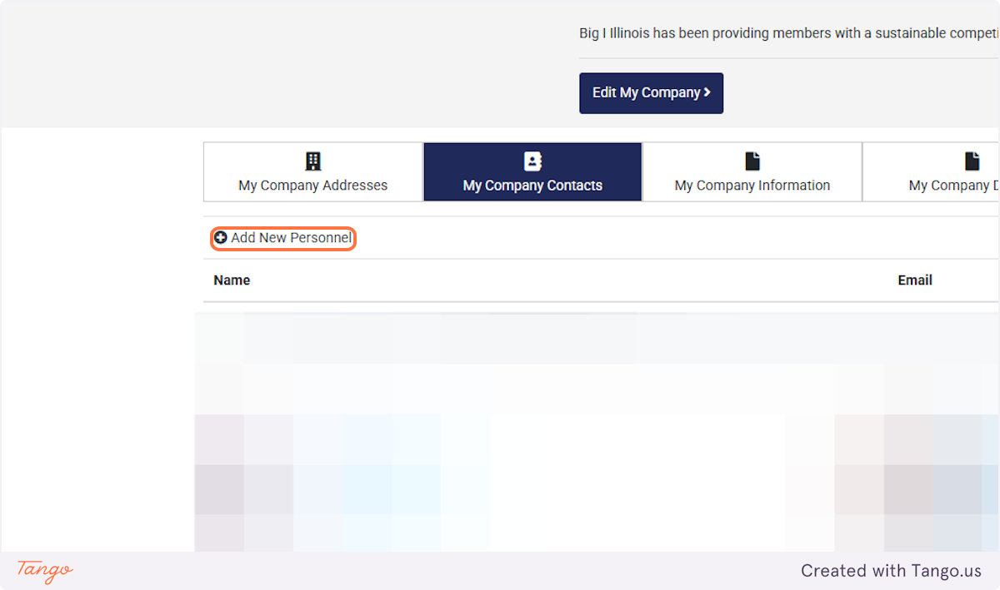 Big I Illinois has been providing members with a sustainable competi
Edit My Company
My Company Addresses
My Company Contacts
My Company Information
My Company D
Add New Personnel
Name
Email
Tango
Created with Tango.us